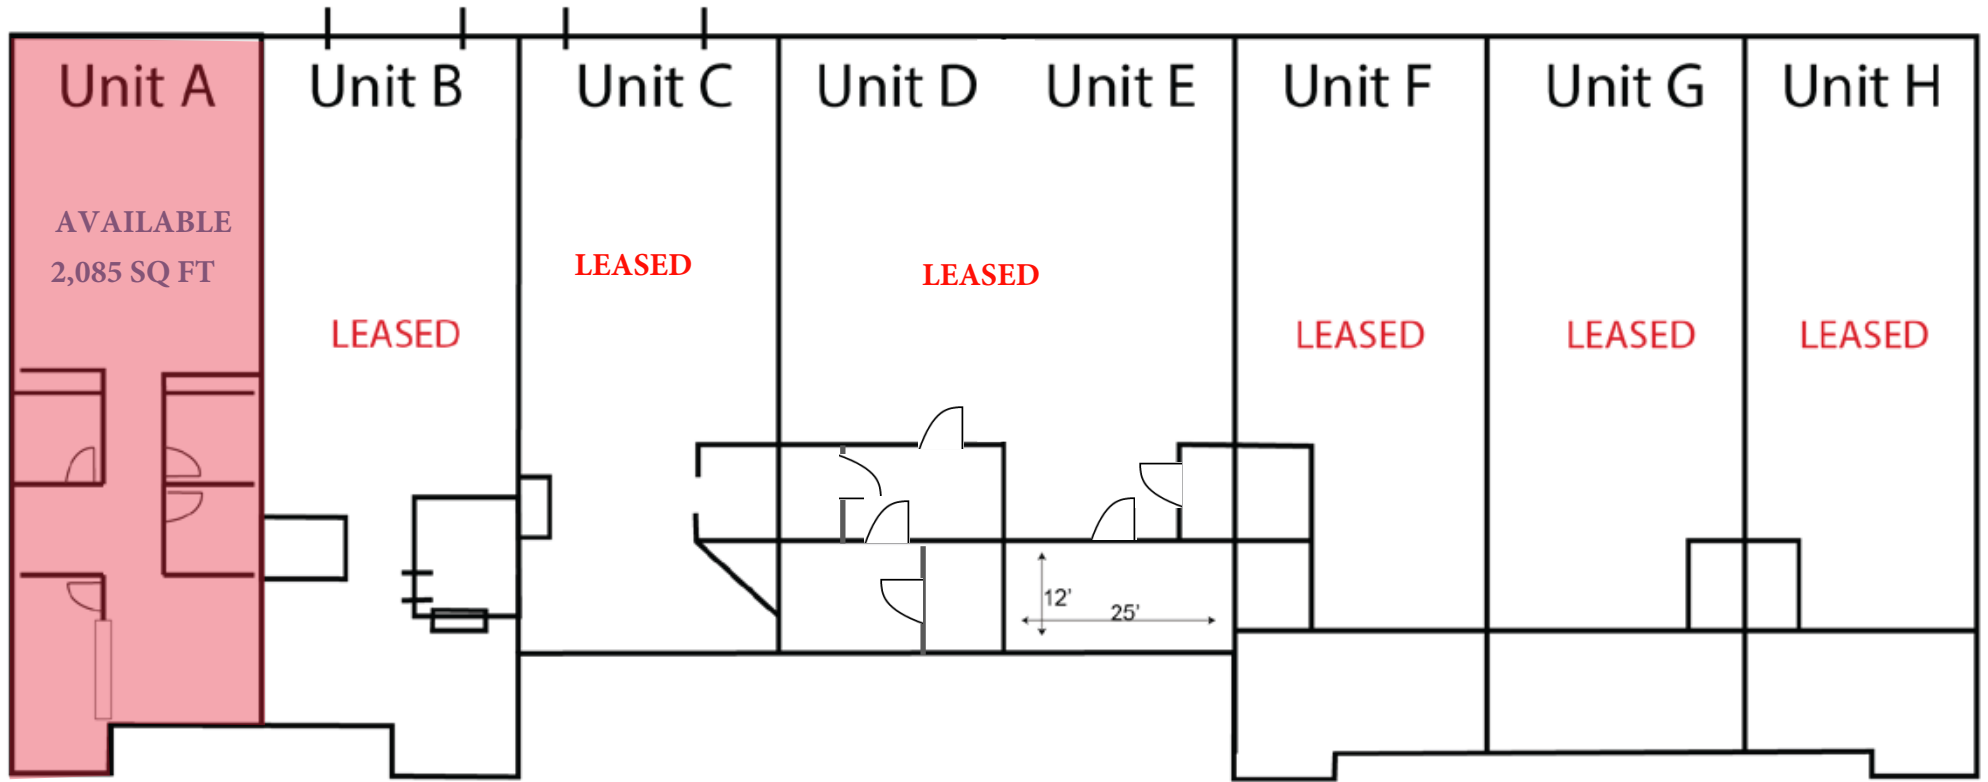 Unit A
Unit B
Unit C
Unit D
Unit E
Unit F
Unit G
Unit H
AVAILABLE
2,085 SQ FT
LEASED
LEASED
LEASED
LEASED
LEASED
LEASED
12’
25’